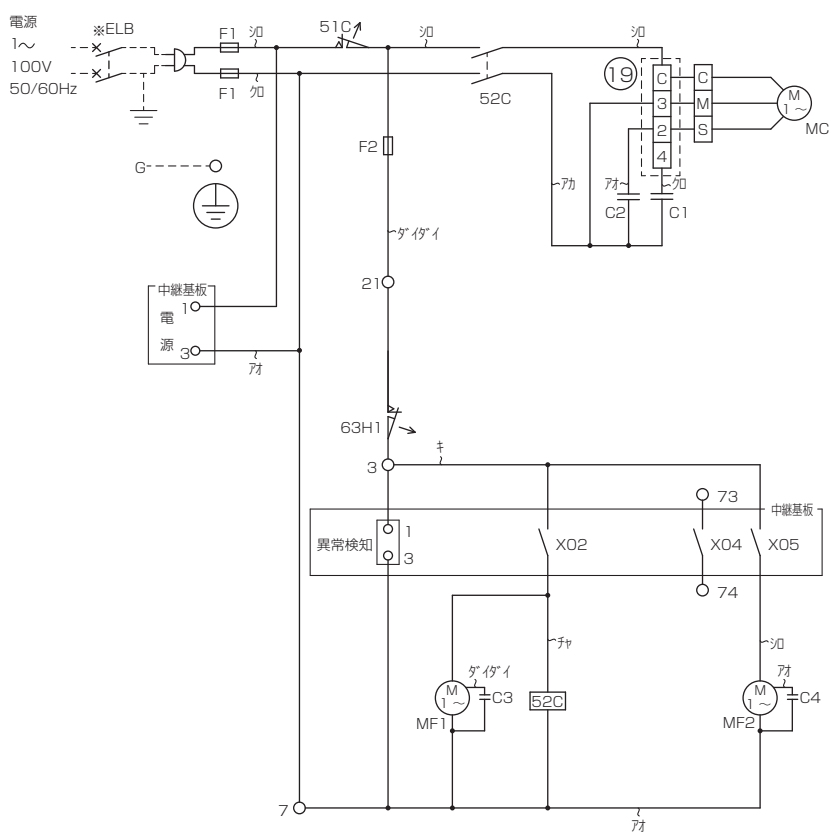 電源
※ELB
1～
100V
50/60Hz
F1
シロ
51C
シロ
シロ
F1
クロ
52C
19
C
3
2
4
C
M
S
M
1～
MC
F2
G
アカ
アオ
クロ
C2
C1
ダイダイ
21
中継基板
電
源
1
3
アオ
63H1
キ
3
73
中継基板
異常検知
1
3
X02
X04
X05
74
チャ
シロ
ダイダイ
アオ
M
1～
C3
MF1
52C
M
1～
C4
MF2
7
アオ